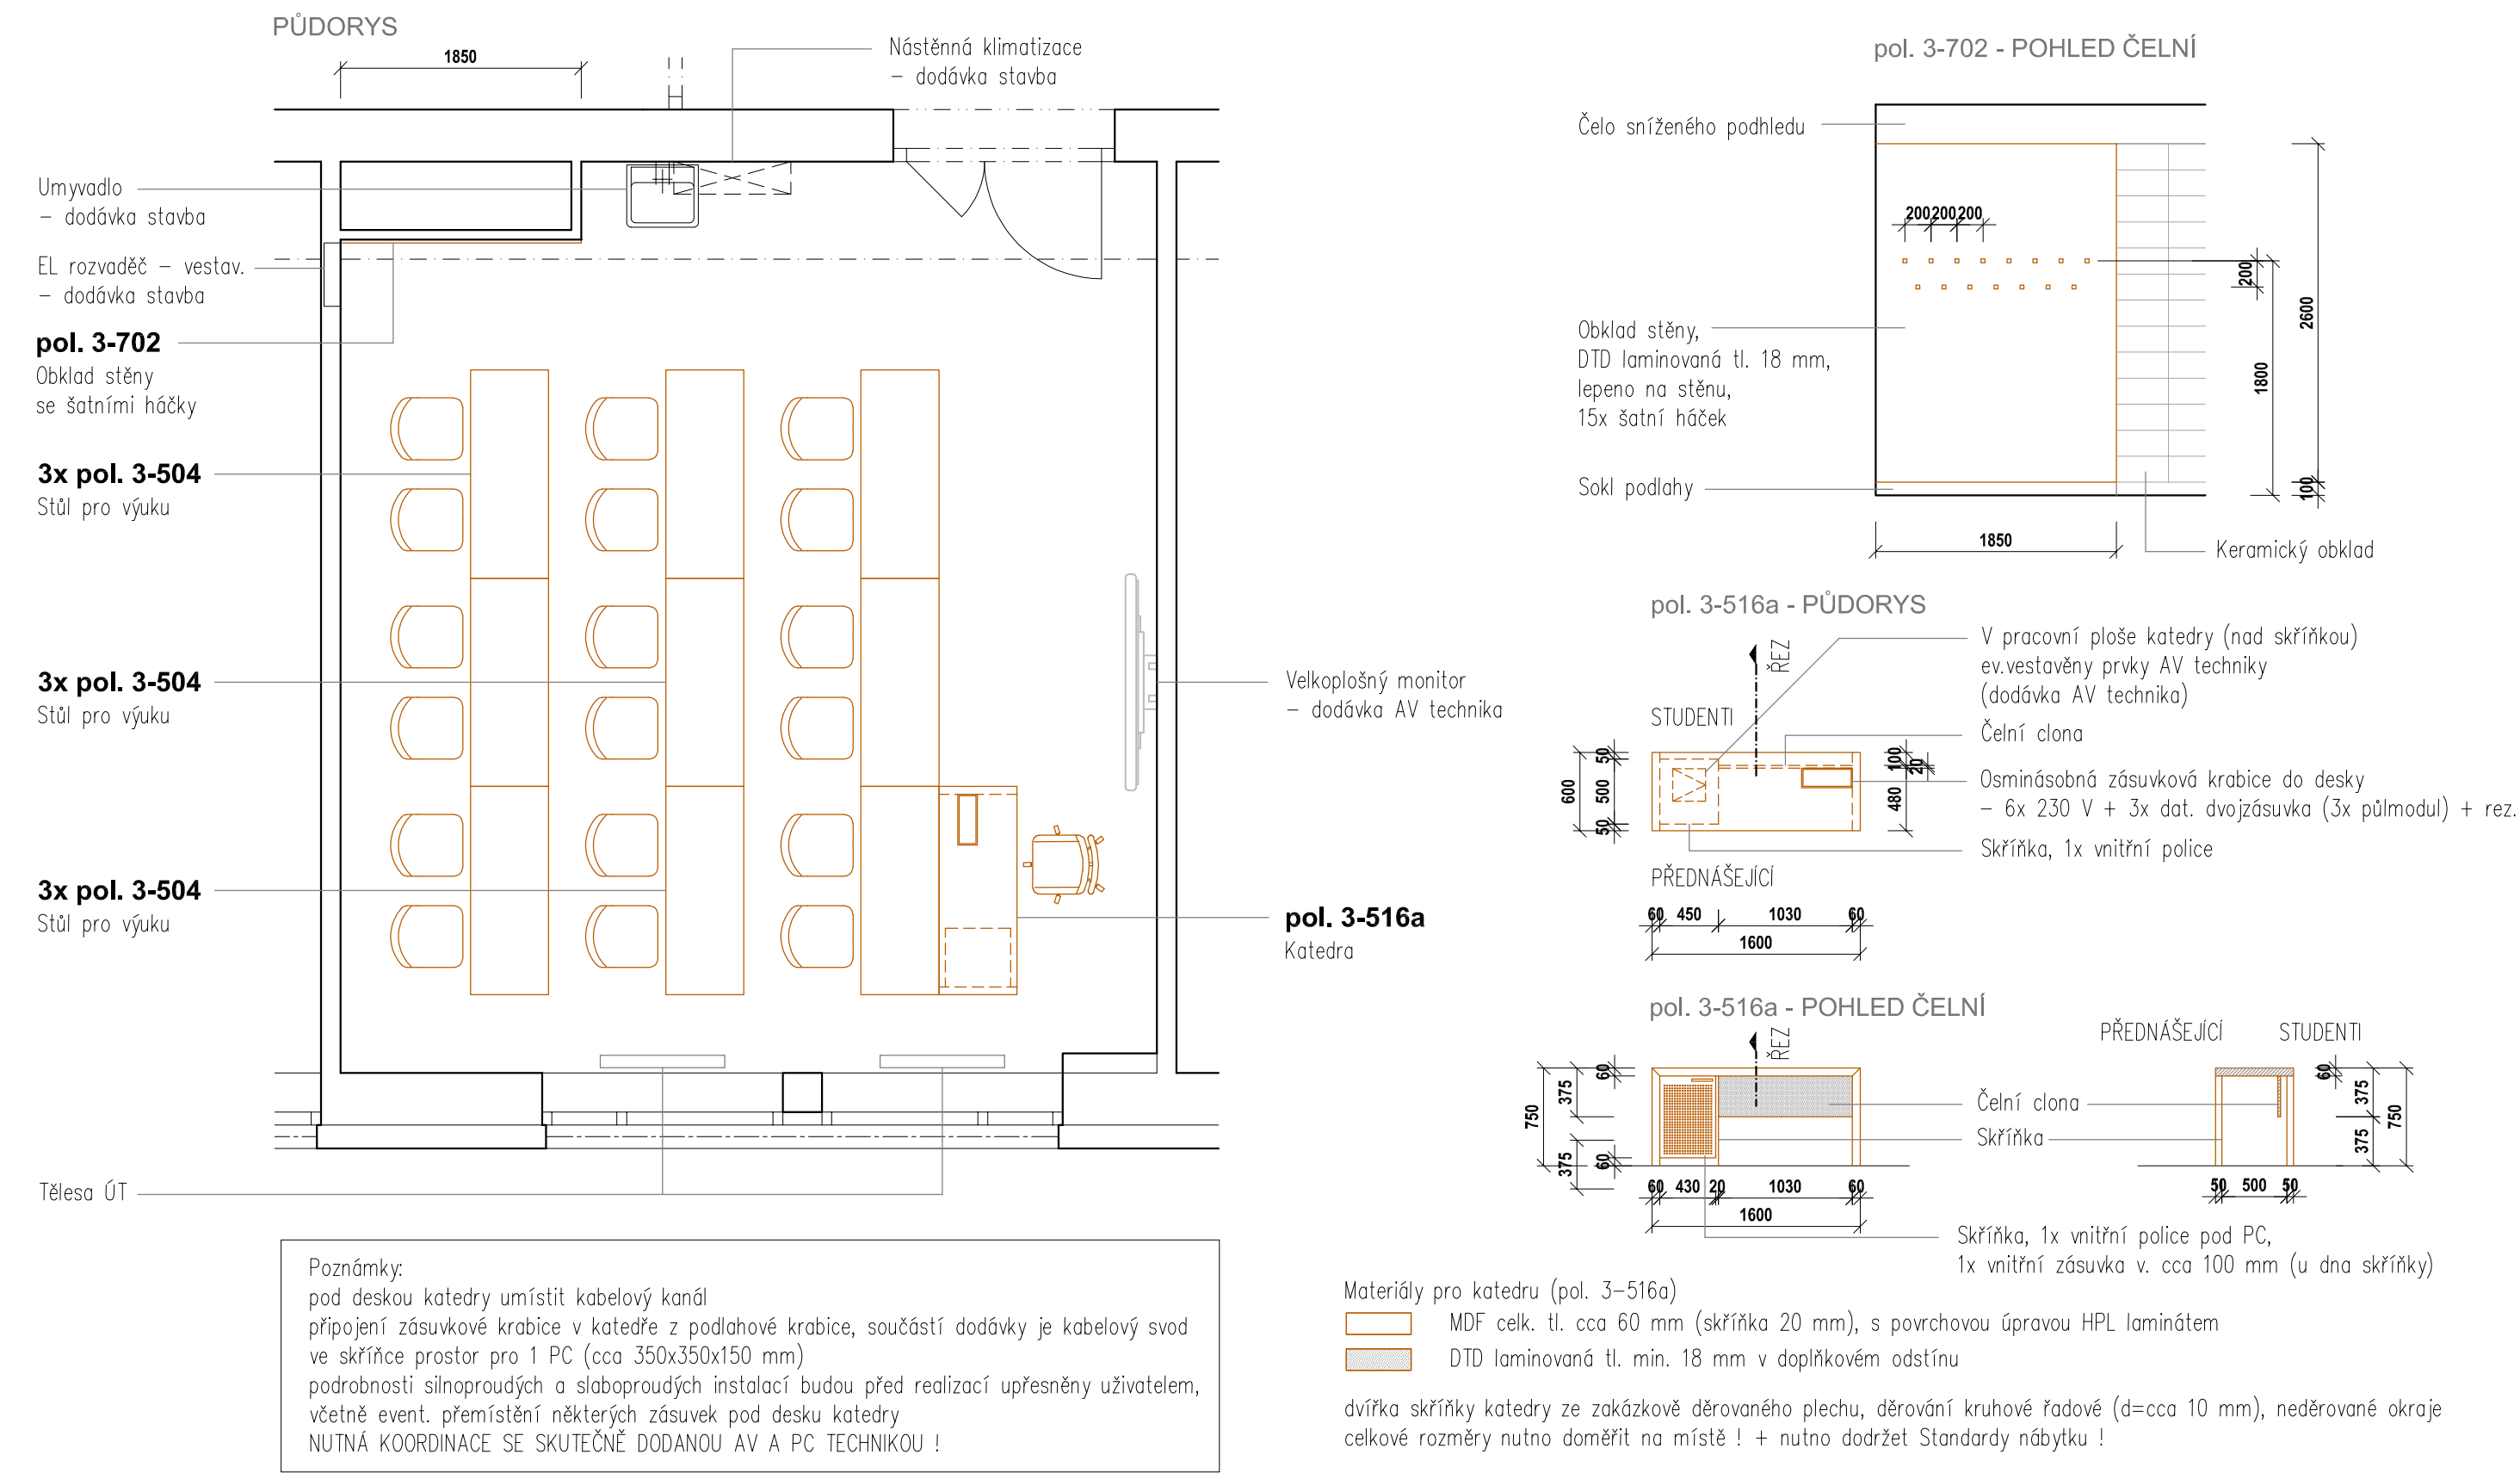 PŮDORYS
1850
Nástěnná klimatizace
– dodávka stavba
Umyvadlo
– dodávka stavba
EL rozvaděč – vestav.
– dodávka stavba
pol. 3-702
Obklad stěny
se šatními háčky
3x pol. 3-504
Stůl pro výuku
3x pol. 3-504
Stůl pro výuku
3x pol. 3-504
Stůl pro výuku
Velkoplošný monitor
– dodávka AV technika
pol. 3-516a
Katedra
Tělesa ÚT
Poznámky:
pod deskou katedry umístit kabelový kanál
připojení zásuvkové krabice v katedře z podlahové krabice, součástí dodávky je kabelový svod
ve skříňce prostor pro 1 PC (cca 350x350x150 mm)
podrobnosti silnoproudých a slaboproudých instalací budou před realizací upřesněny uživatelem,
včetně event. přemístění některých zásuvek pod desku katedry
NUTNÁ KOORDINACE SE SKUTEČNĚ DODANOU AV A PC TECHNIKOU !
pol. 3-702 - POHLED ČELNÍ
Čelo sníženého podhledu
200 200 200
200
2600
1800
100
Obklad stěny,
DTD laminovaná tl. 18 mm,
lepeno na stěnu,
15x šatní háček
Sokl podlahy
1850
Keramický obklad
pol. 3-516a - PŮDORYS
ŘEZ
V pracovní ploše katedry (nad skříňkou)
ev.vestavěny prvky AV techniky
(dodávka AV technika)
STUDENTI
Čelní clona
600
50
500
50
100
20
480
Osminásobná zásuvková krabice do desky
– 6x 230 V + 3x dat. dvojzásuvka (3x půlmodul) + rez.
Skříňka, 1x vnitřní police
PŘEDNÁŠEJÍCÍ
60 450 1030 60
1600
pol. 3-516a - POHLED ČELNÍ
ŘEZ
PŘEDNÁŠEJÍCÍ STUDENTI
750
375
375
60
60
Čelní clona
Skříňka
60
375
375
750
60 430 20 1030 60
1600
50 500 50
Skříňka, 1x vnitřní police pod PC,
1x vnitřní zásuvka v. cca 100 mm (u dna skříňky)
Materiály pro katedru (pol. 3–516a)
MDF celk. tl. cca 60 mm (skříňka 20 mm), s povrchovou úpravou HPL laminátem
DTD laminovaná tl. min. 18 mm v doplňkovém odstínu
dvířka skříňky katedry ze zakázkově děrovaného plechu, děrování kruhové řadové (d=cca 10 mm), neděrované okraje
celkové rozměry nutno doměřit na místě ! + nutno dodržet Standardy nábytku !